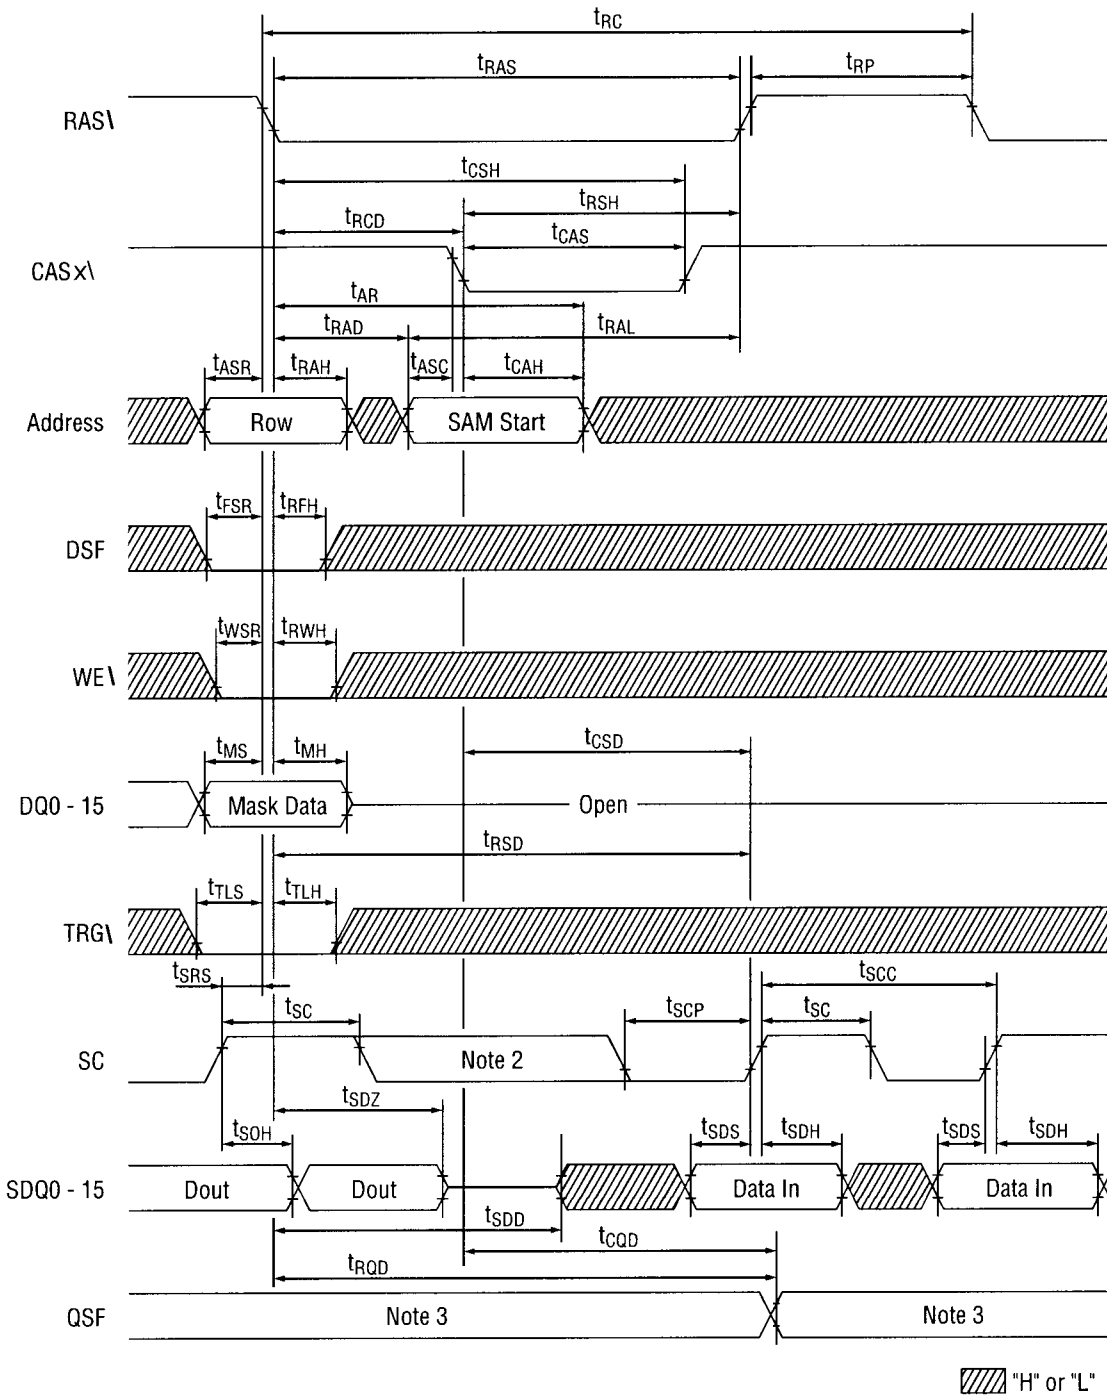 tRC
tRAS
tRP
RAS\
tCSH
tRSH
tRCD
tCAS
CASx\
tAR
tRAD
tRAL
tASR
tRAH
tASC
tCAH
Address
Row
SAM Start
tFSR
tRFH
DSF
tWSR
tRWH
WE\
tCSD
tMS
tMH
DQ0 - 15
Mask Data
Open
tRSD
tTLS
tTLH
TRG\
tSRS
tSCC
tSC
tSCP
tSC
SC
Note 2
tSDZ
tSOH
tSDS
tSDH
tSDS
tSDH
SDQ0 - 15
Dout
Dout
Data In
Data In
tSDD
tCQD
tRQD
QSF
Note 3
Note 3
"H" or "L"